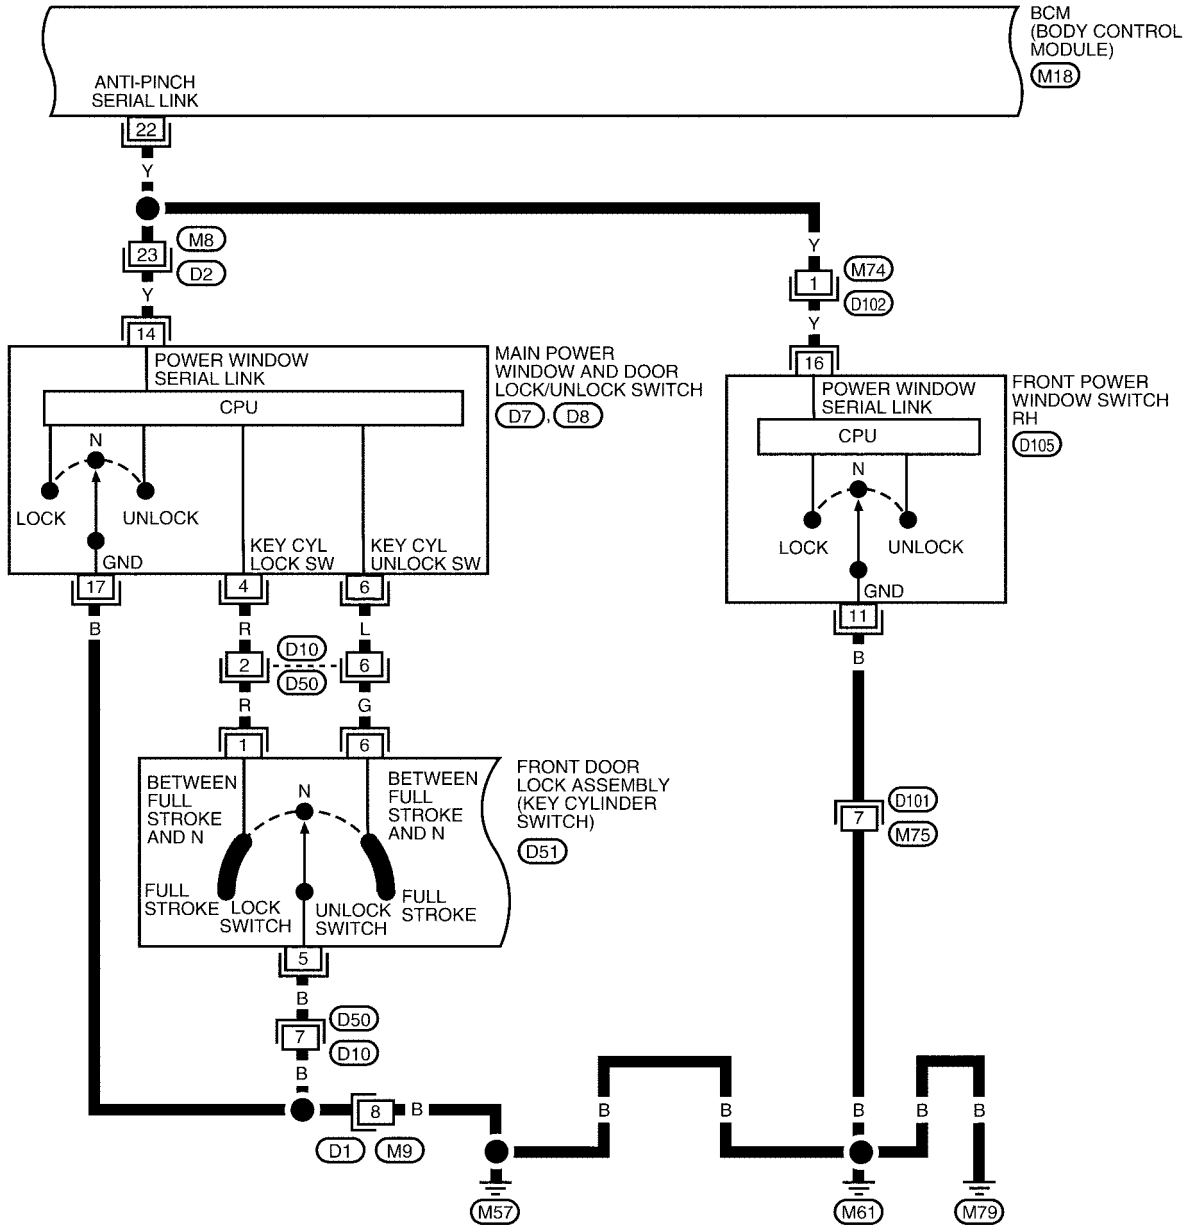 BCM
(BODY CONTROL
MODULE)
M18
ANTI-PINCH
SERIAL LINK
22
Y
M8
23
D2
Y
14
Y
M74
1
D102
Y
16
POWER WINDOW
SERIAL LINK
CPU
N
LOCK
UNLOCK
GND
KEY CYL
LOCK SW
KEY CYL
UNLOCK SW
MAIN POWER
WINDOW AND DOOR
LOCK/UNLOCK SWITCH
D7 , D8
POWER WINDOW
SERIAL LINK
CPU
N
LOCK
UNLOCK
GND
FRONT POWER
WINDOW SWITCH
RH
D105
17
4
6
11
B
R
L
B
2
D10
D50
6
R
G
1
6
BETWEEN
FULL
STROKE
AND N
N
BETWEEN
FULL
STROKE
AND N
FULL
STROKE
LOCK
SWITCH
UNLOCK
SWITCH
FULL
STROKE
FRONT DOOR
LOCK ASSEMBLY
(KEY CYLINDER
SWITCH)
D51
D101
7
M75
5
B
D50
7
D10
B
8
B
D1
M9
B
B
B
B
B
M57
M61
M79